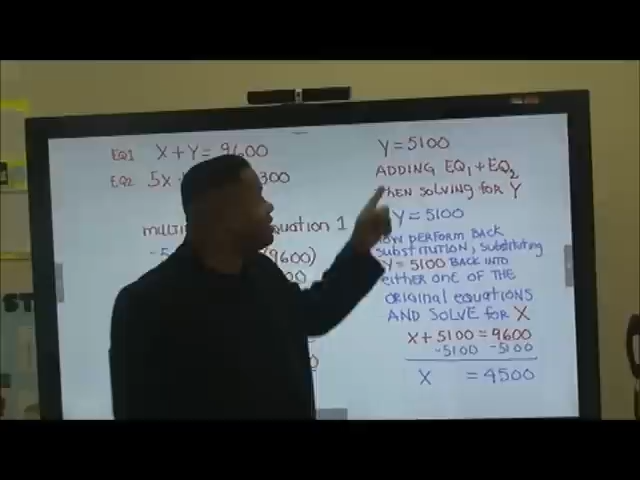 EQ1 X + Y = 9600
EQ2 5X 300
Equation 1
-5 (9600)
00
Y = 5100
ADDING EQ1 + EQ2
THEN SOLVING for Y
Y = 5100
NOW PERFORM BACK
SUBSTITUTION, Substituting
Y = 5100 BACK INTO
either one OF THE
original equations
AND SOLVE for X
X + 5100 = 9600
-5100 -5100
X = 4500
ST